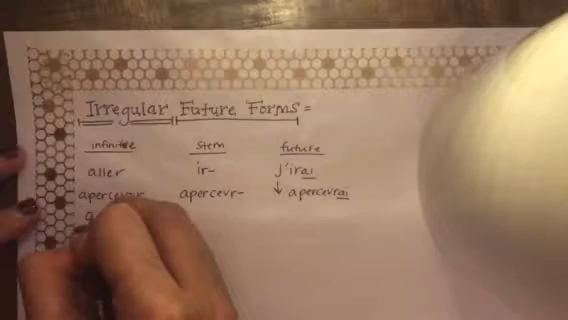 Irregular Future Forms =
infinitive stem future
aller ir- j'irai
apercevoir apercevr- ↓ apercevrai